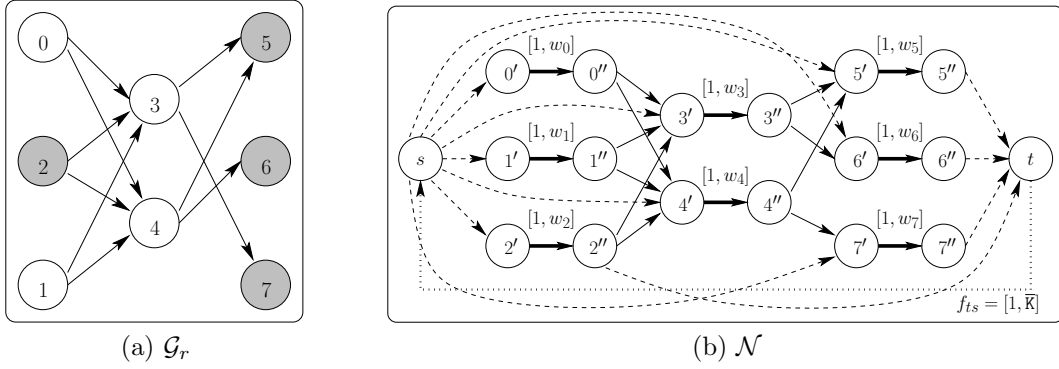 0
5
3
2
6
4
1
7
(a) 𝒢_r
[1, w_0]
[1, w_5]
0′
0″
5′
5″
[1, w_3]
3′
3″
[1, w_1]
[1, w_6]
s
1′
1″
6′
6″
t
[1, w_4]
4′
4″
[1, w_2]
[1, w_7]
2′
2″
7′
7″
f_{ts} = [1, K̅]
(b) 𝒩